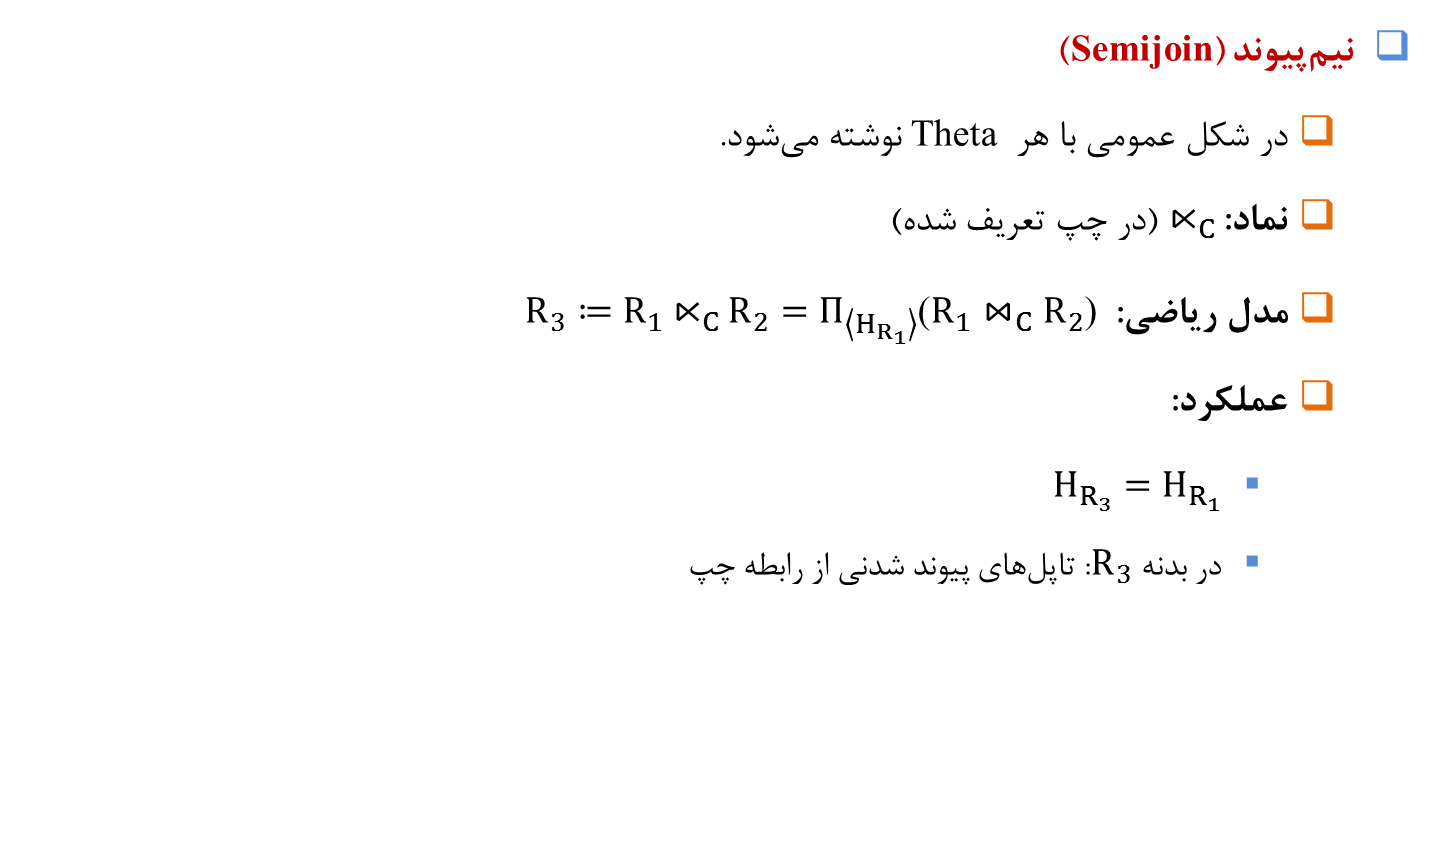 نیم‌پیوند (Semijoin)
در شکل عمومی با هر Theta نوشته می‌شود.
نماد: ⋉C (در چپ تعریف شده)
مدل ریاضی: R3 ≔ R1 ⋉C R2 = Π⟨HR1⟩(R1 ⋈C R2)
عملکرد:
HR3 = HR1
در بدنه R3: تاپل‌های پیوند شدنی از رابطه چپ